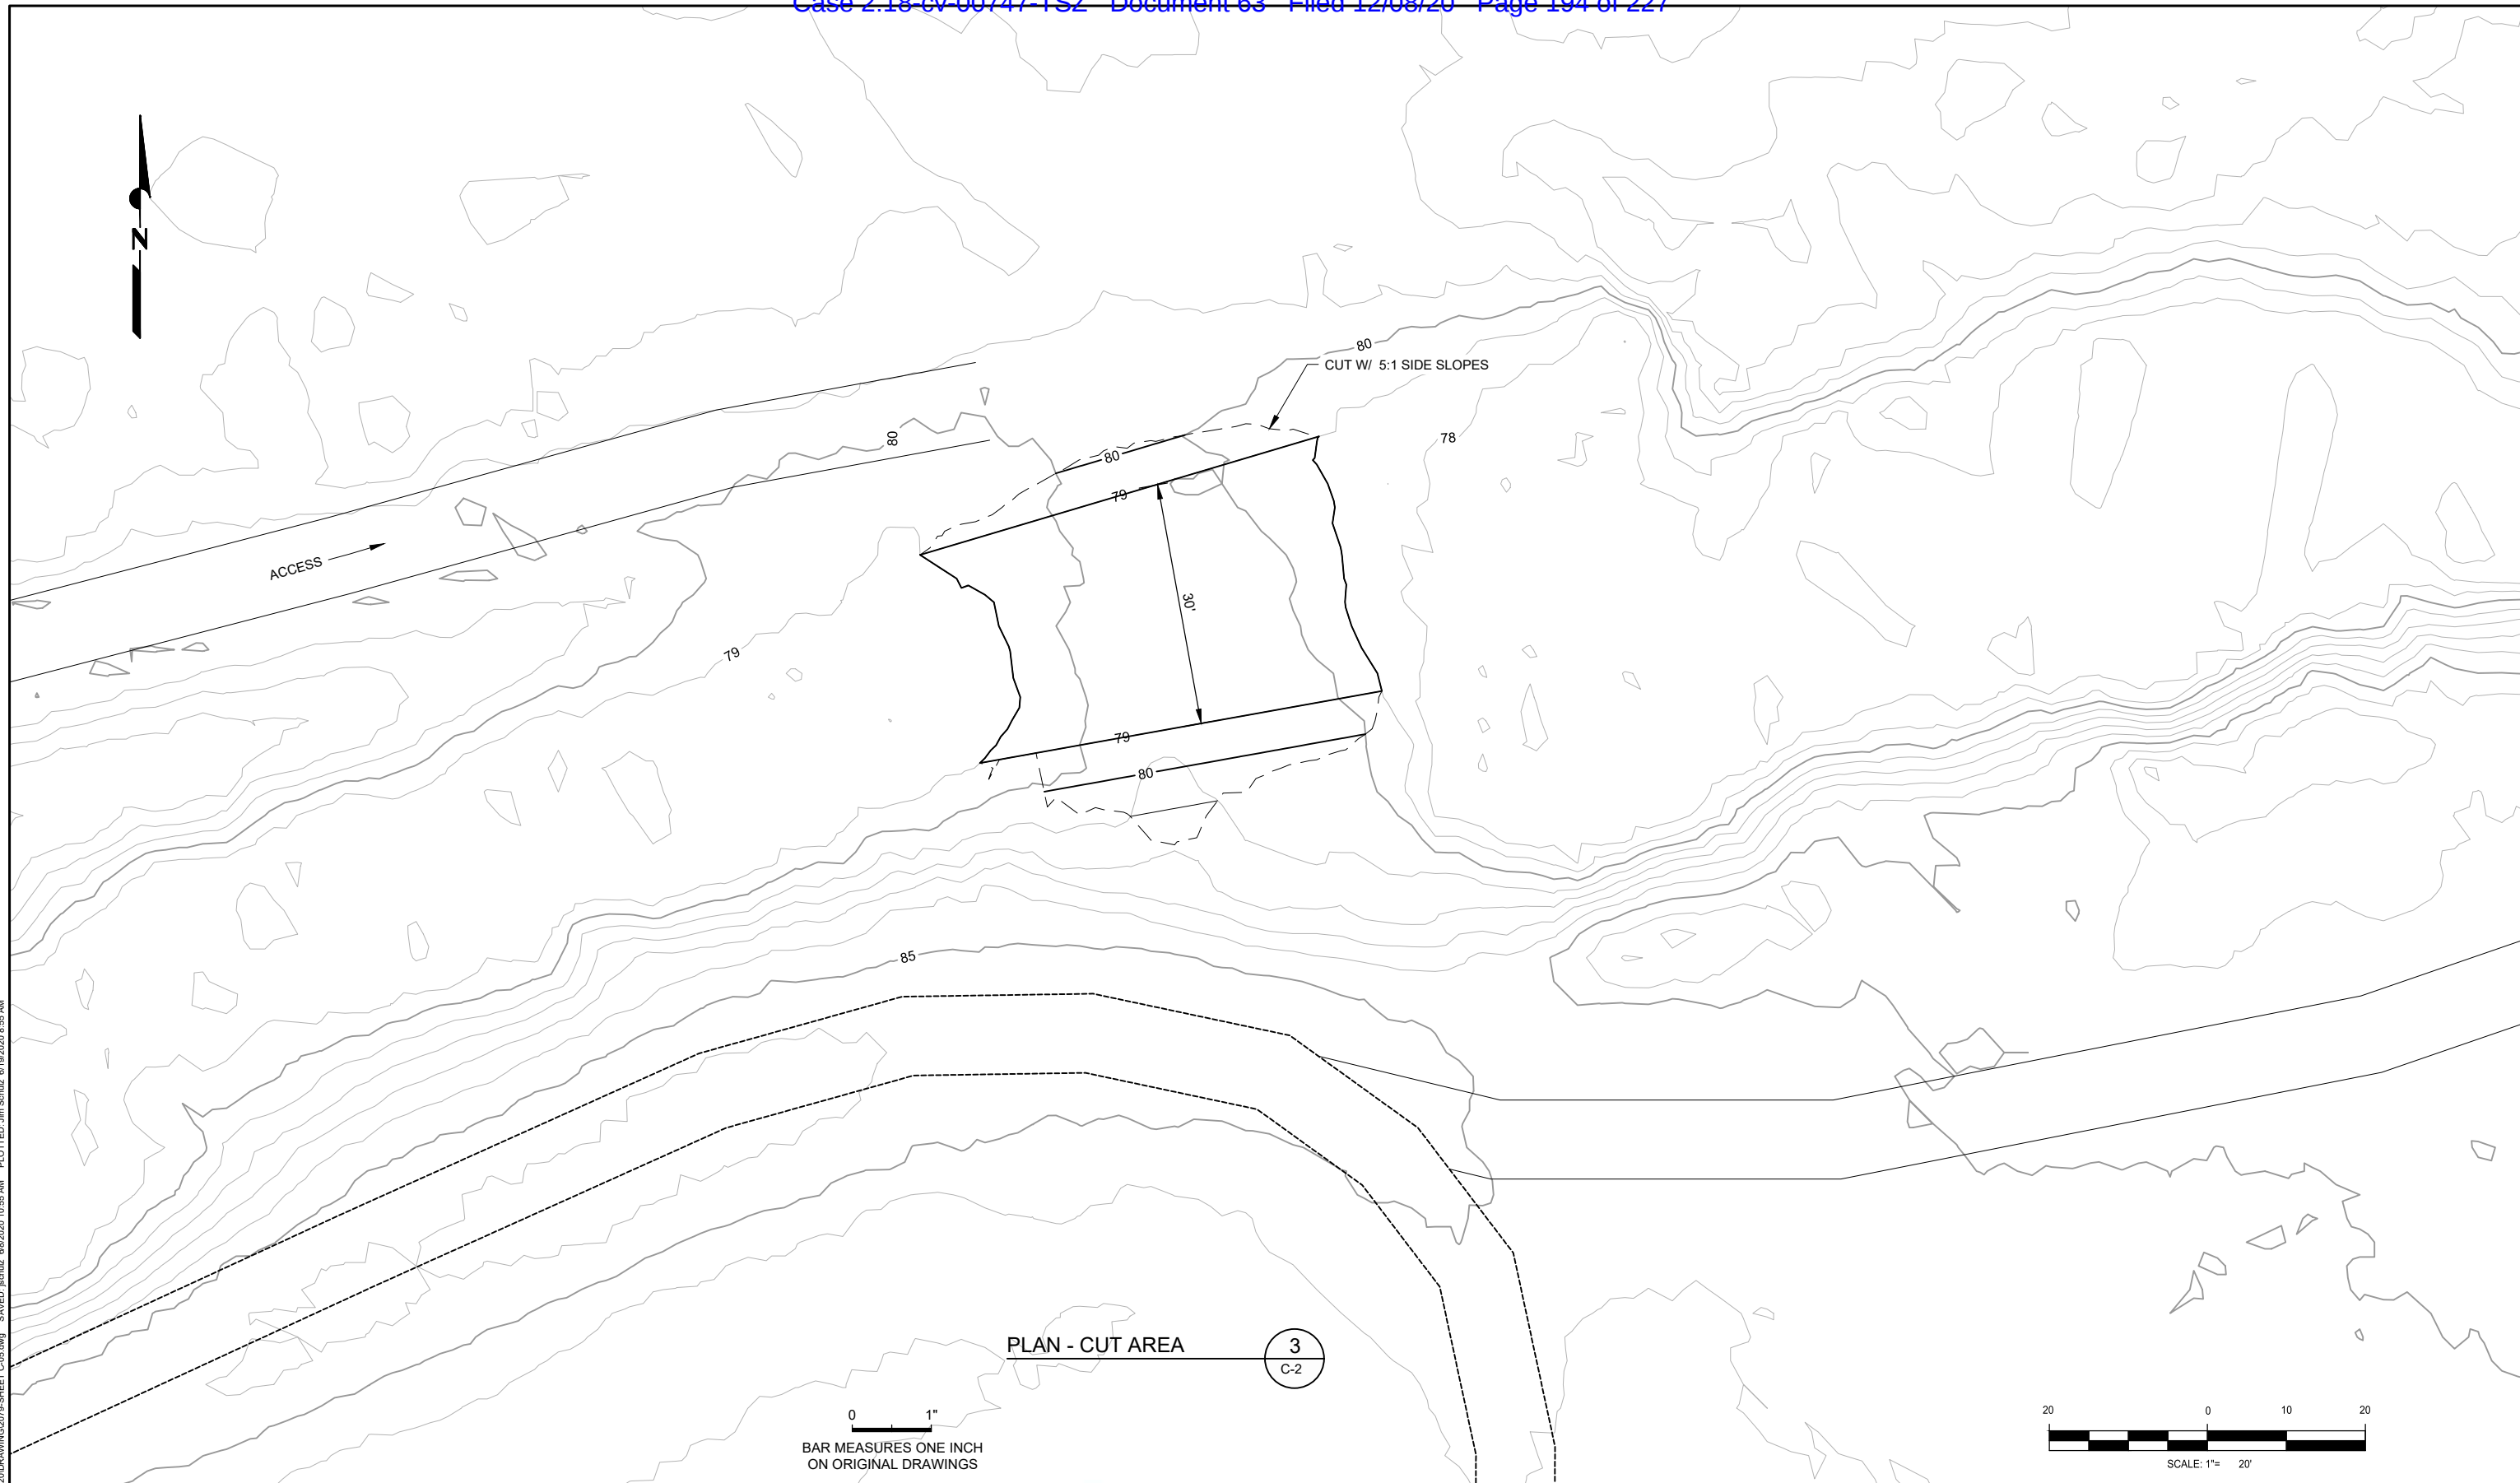 Case 2:18-cv-00747-TSZ Document 63 Filed 12/08/20 Page 194 of 227
N
80
CUT W/ 5:1 SIDE SLOPES
80
78
80
79
ACCESS
30'
79
79
80
85
PLAN - CUT AREA
3
C-2
0 1"
BAR MEASURES ONE INCH
ON ORIGINAL DRAWINGS
20 0 10 20
SCALE: 1"= 20'